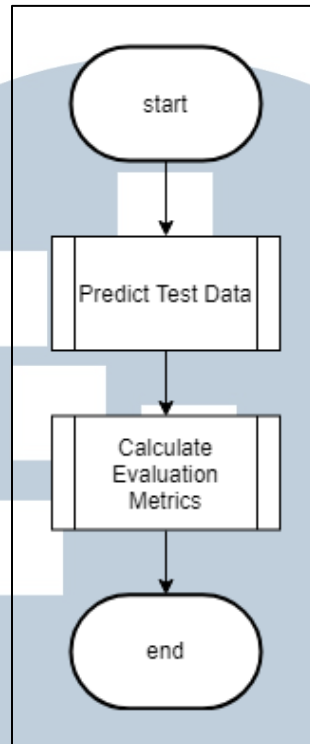 start
Predict Test Data
Calculate
Evaluation
Metrics
end